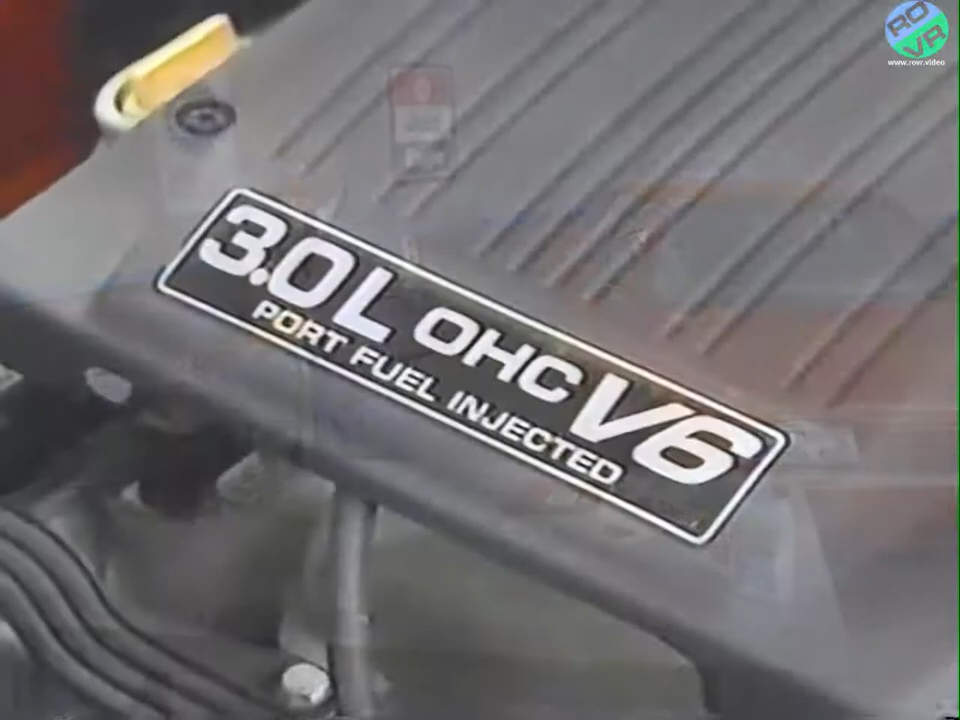 RO
VR
www.rovr.video
3.0L OHC V6
PORT FUEL INJECTED